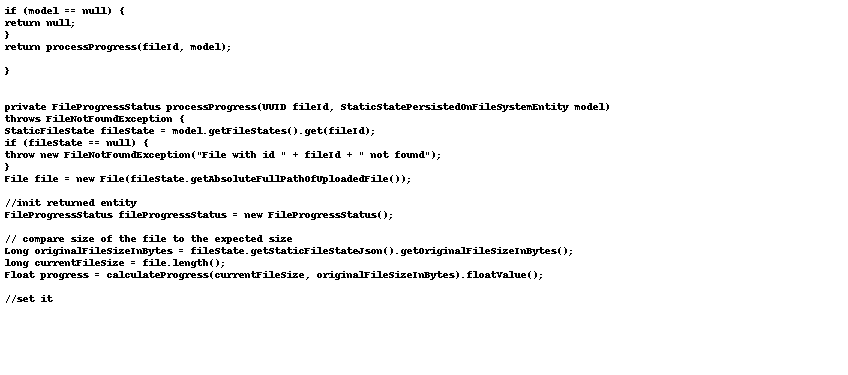 if (model == null) {
return null;
}
return processProgress(fileId, model);
}
private FileProgressStatus processProgress(UUID fileId, StaticStatePersistedOnFileSystemEntity model)
throws FileNotFoundException {
StaticFileState fileState = model.getFileStates().get(fileId);
if (fileState == null) {
throw new FileNotFoundException("File with id " + fileId + " not found");
}
File file = new File(fileState.getAbsoluteFullPathOfUploadedFile());
//init returned entity
FileProgressStatus fileProgressStatus = new FileProgressStatus();
// compare size of the file to the expected size
Long originalFileSizeInBytes = fileState.getStaticFileStateJson().getOriginalFileSizeInBytes();
long currentFileSize = file.length();
Float progress = calculateProgress(currentFileSize, originalFileSizeInBytes).floatValue();
//set it